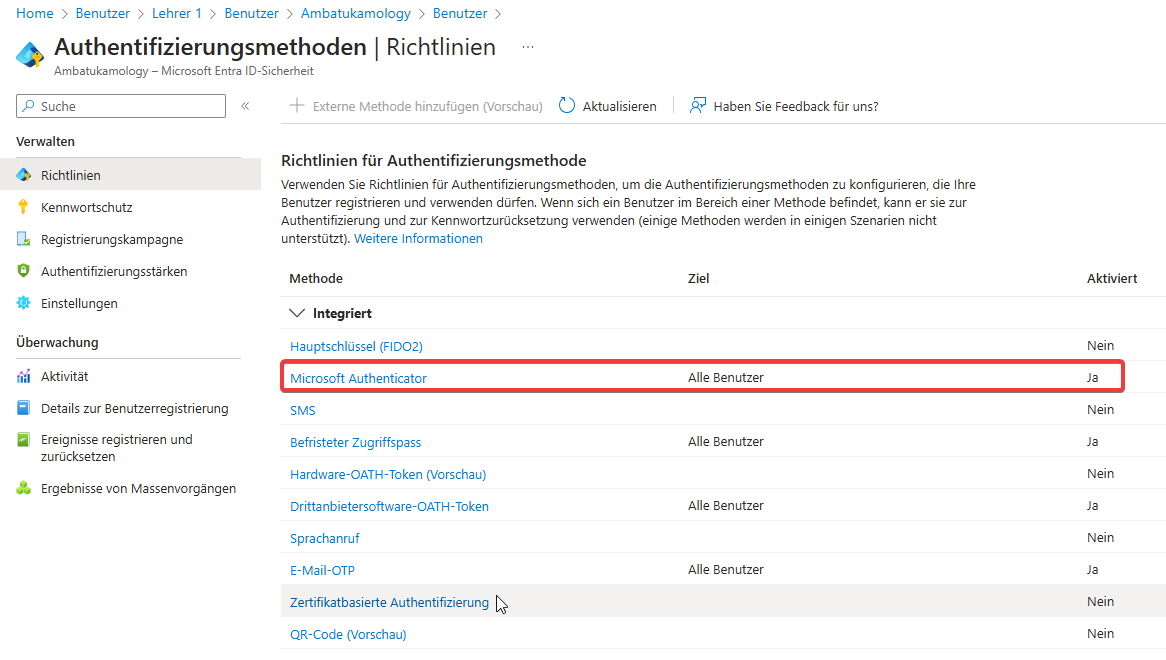 Home > Benutzer > Lehrer 1 > Benutzer > Ambatukamology > Benutzer >
Authentifizierungsmethoden | Richtlinien ...
Ambatukamology – Microsoft Entra ID-Sicherheit
Suche
«
Externe Methode hinzufügen (Vorschau)
Aktualisieren
Haben Sie Feedback für uns?
Verwalten
Richtlinien
Kennwortschutz
Registrierungskampagne
Authentifizierungsstärken
Einstellungen
Überwachung
Aktivität
Details zur Benutzerregistrierung
Ereignisse registrieren und
zurücksetzen
Ergebnisse von Massenvorgängen
Richtlinien für Authentifizierungsmethode
Verwenden Sie Richtlinien für Authentifizierungsmethoden, um die Authentifizierungsmethoden zu konfigurieren, die Ihre
Benutzer registrieren und verwenden dürfen. Wenn sich ein Benutzer im Bereich einer Methode befindet, kann er sie zur
Authentifizierung und zur Kennwortzurücksetzung verwenden (einige Methoden werden in einigen Szenarien nicht
unterstützt). Weitere Informationen
Methode Ziel Aktiviert
Integriert
Hauptschlüssel (FIDO2) Nein
Microsoft Authenticator Alle Benutzer Ja
SMS Nein
Befristeter Zugriffspass Alle Benutzer Ja
Hardware-OATH-Token (Vorschau) Nein
Drittanbietersoftware-OATH-Token Alle Benutzer Ja
Sprachanruf Nein
E-Mail-OTP Alle Benutzer Ja
Zertifikatbasierte Authentifizierung Nein
QR-Code (Vorschau) Nein